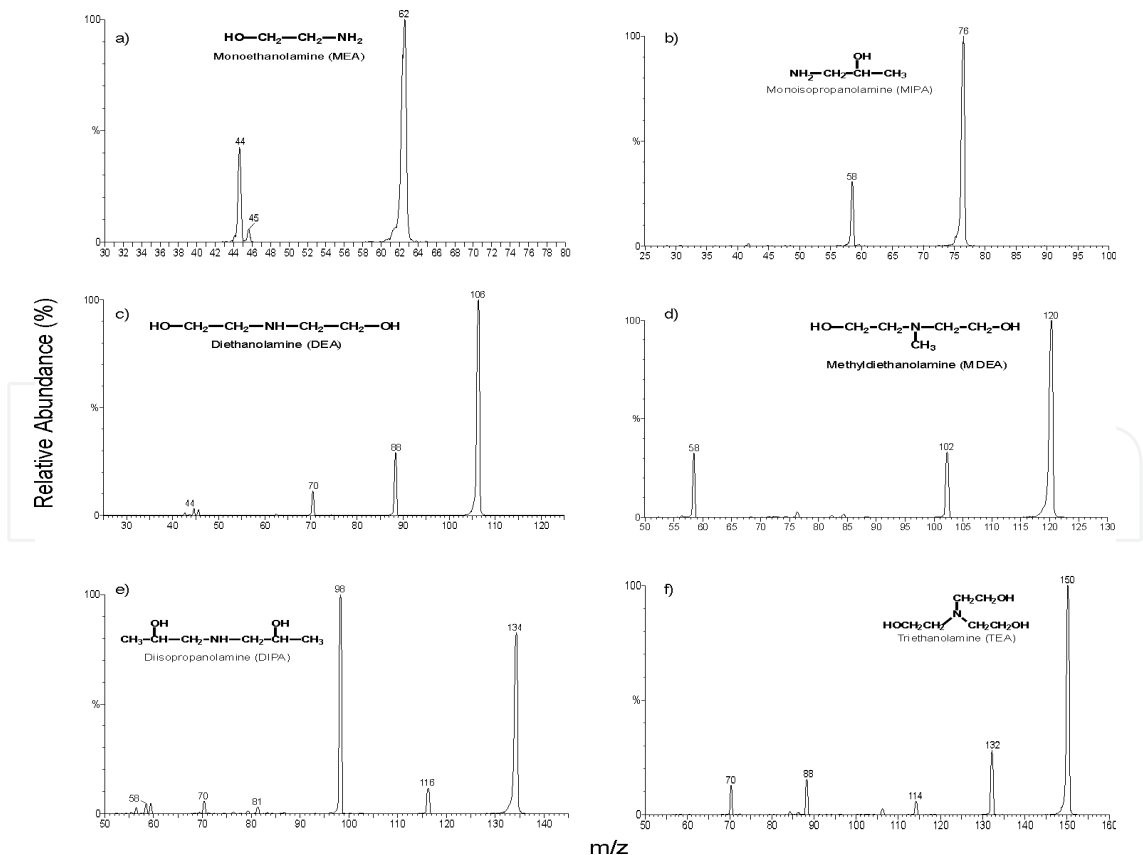 a)
HO—CH2—CH2—NH2
Monoethanolamine (MEA)
100
%
0
62
44
45
30 32 34 36 38 40 42 44 46 48 50 52 54 56 58 60 62 64 66 68 70 72 74 76 78 80
b)
OH
NH2—CH2—CH—CH3
Monoisopropanolamine (MIPA)
100
%
0
76
58
25 30 35 40 45 50 55 60 65 70 75 80 85 90 95 100
c)
HO—CH2—CH2—NH—CH2—CH2—OH
Diethanolamine (DEA)
100
%
0
106
88
70
44
30 40 50 60 70 80 90 100 110 120
d)
HO—CH2—CH2—N—CH2—CH2—OH
CH3
Methyldiethanolamine (MDEA)
100
%
0
120
102
58
50 55 60 65 70 75 80 85 90 95 100 105 110 115 120 125 130
Relative Abundance (%)
e)
OH OH
CH3—CH—CH2—NH—CH2—CH—CH3
Diisopropanolamine (DIPA)
100
%
0
98
134
116
58
70
81
50 60 70 80 90 100 110 120 130 140
f)
CH2CH2OH
N
HOCH2CH2 CH2CH2OH
Triethanolamine (TEA)
100
%
0
150
132
114
88
70
50 60 70 80 90 100 110 120 130 140 150 160
m/z